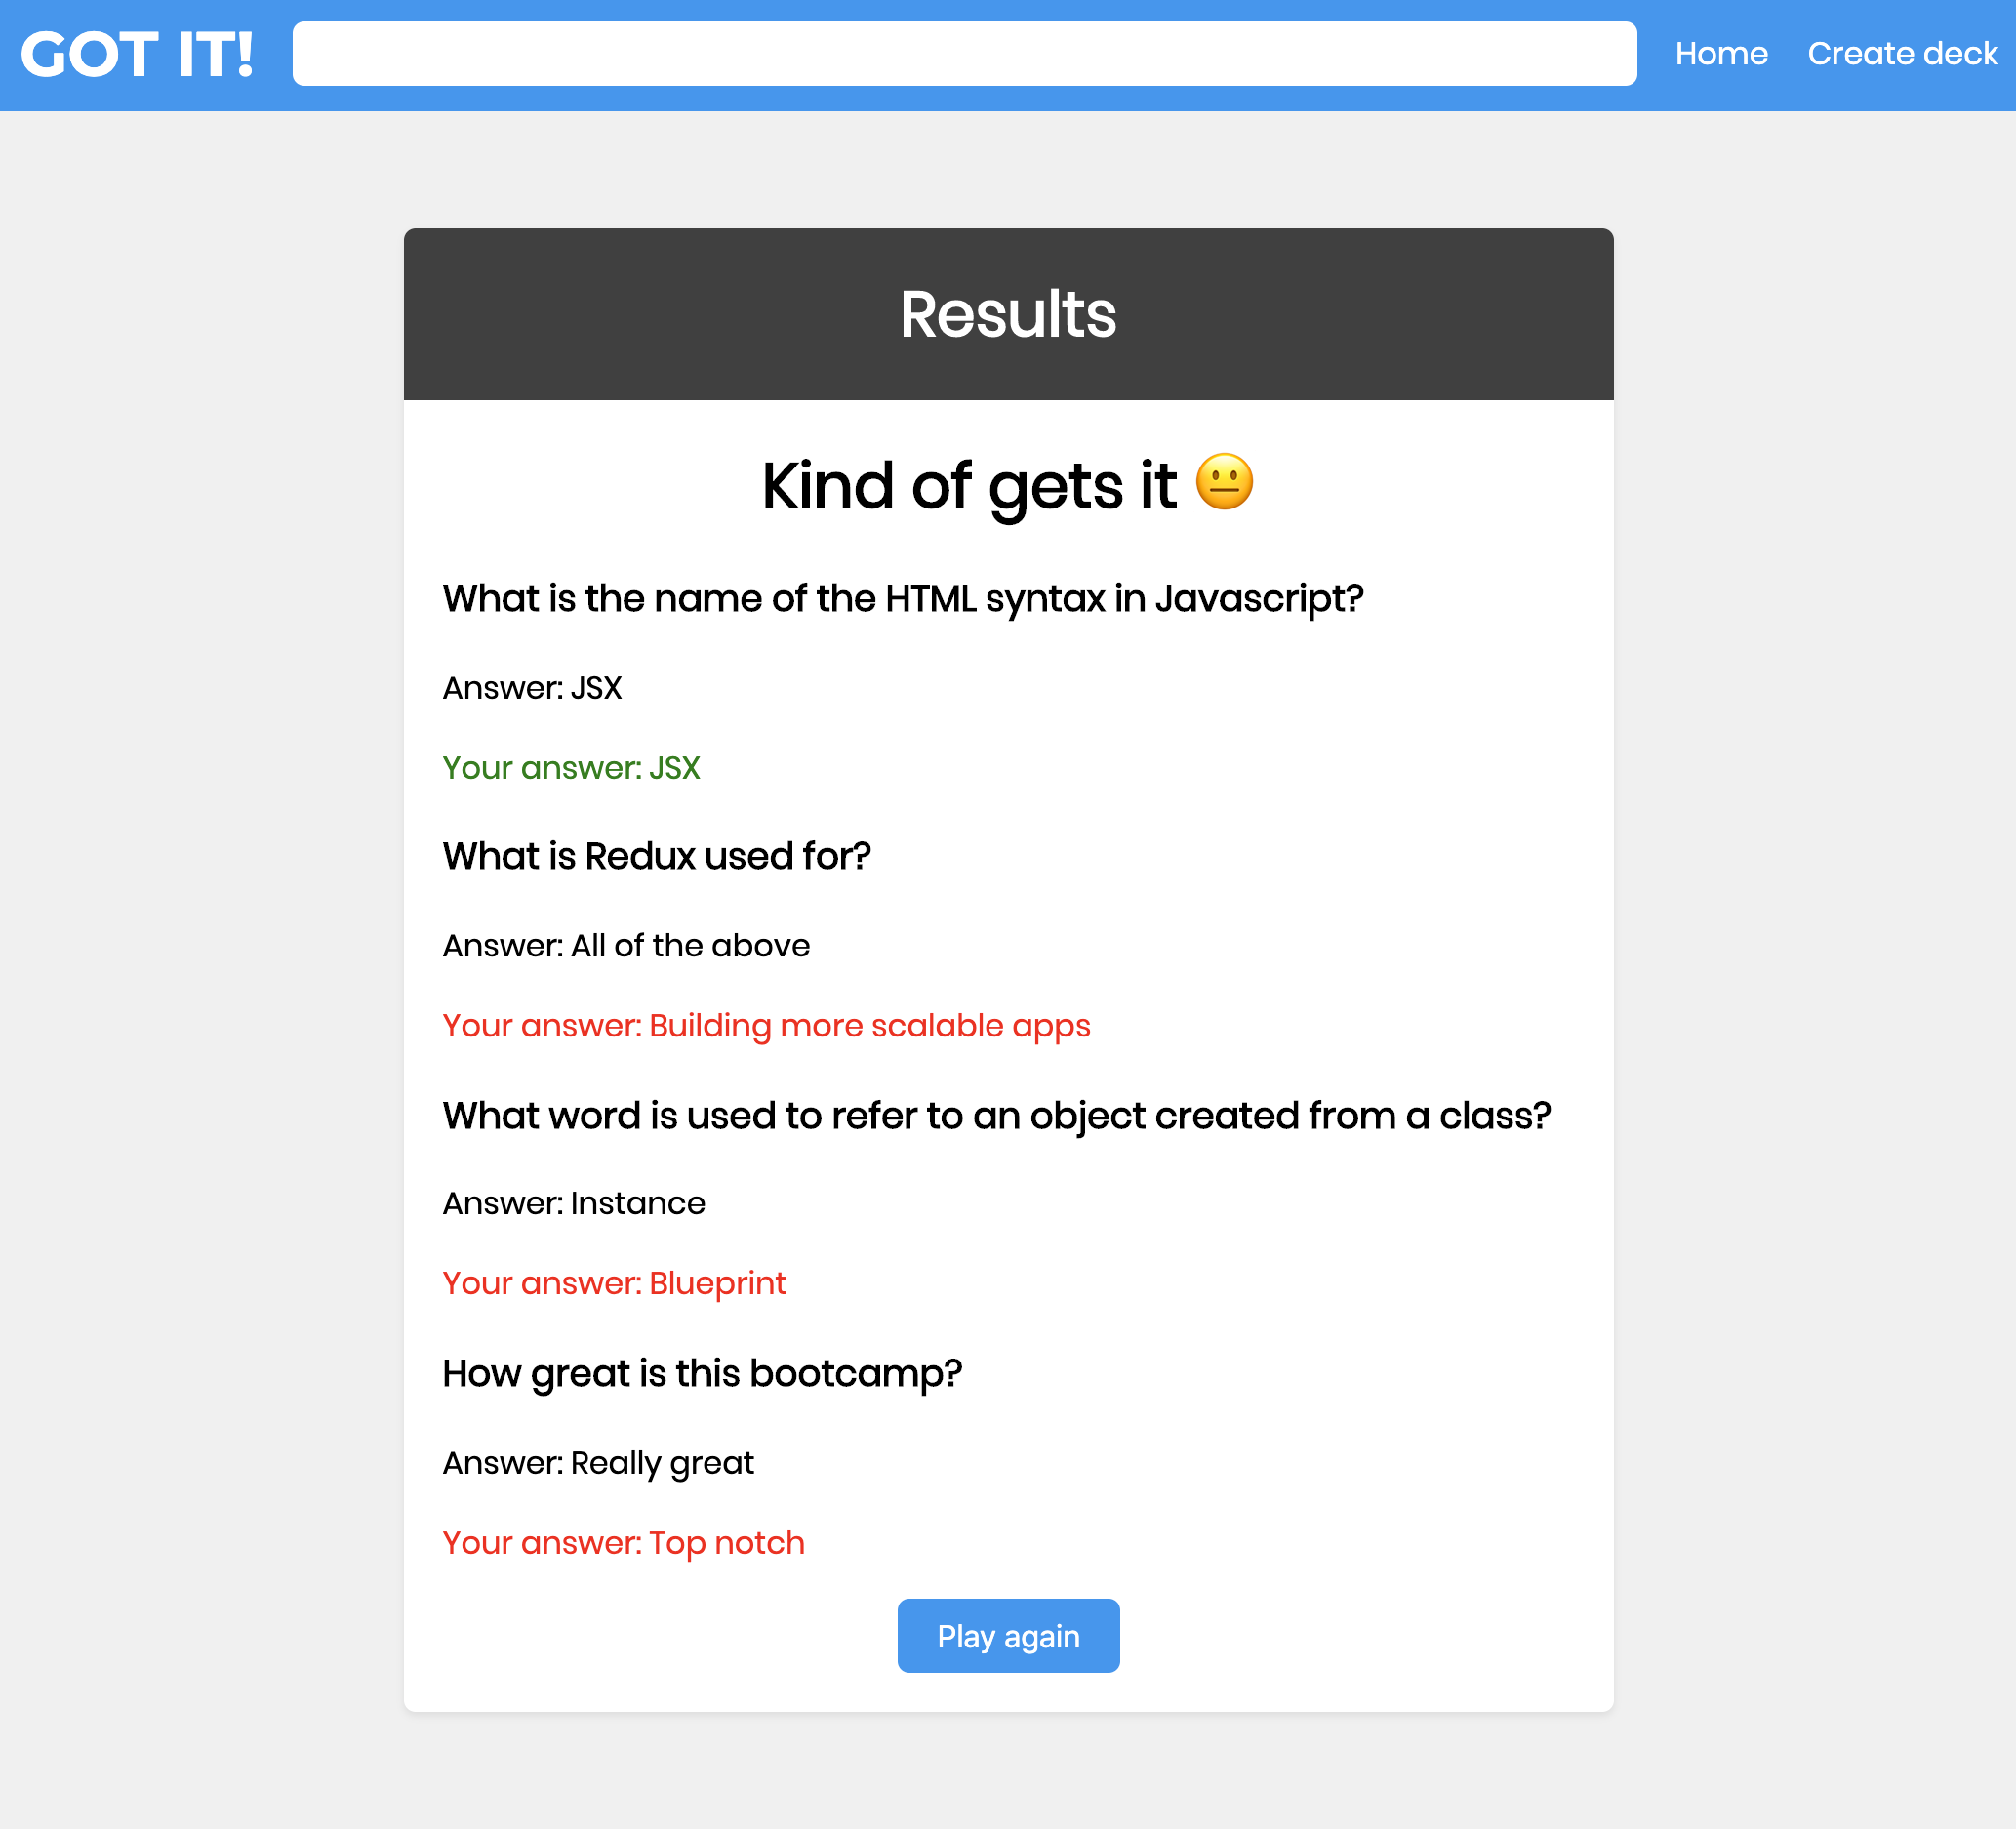 GOT IT!
Home
Create deck
Results
Kind of gets it 😐
What is the name of the HTML syntax in Javascript?
Answer: JSX
Your answer: JSX
What is Redux used for?
Answer: All of the above
Your answer: Building more scalable apps
What word is used to refer to an object created from a class?
Answer: Instance
Your answer: Blueprint
How great is this bootcamp?
Answer: Really great
Your answer: Top notch
Play again